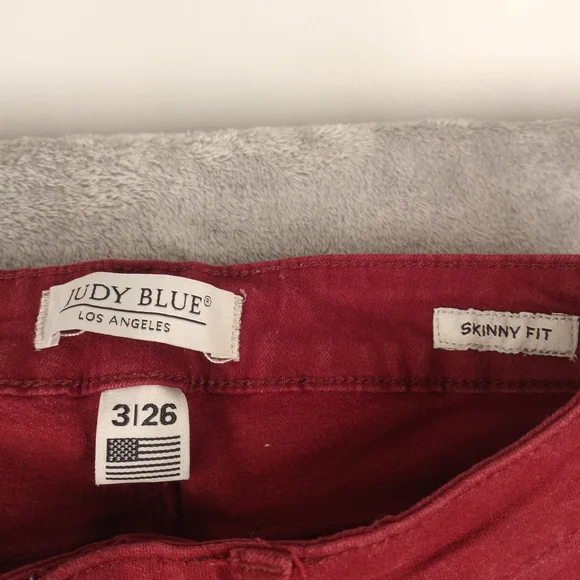 JUDY BLUE®
LOS ANGELES
SKINNY FIT
3|26